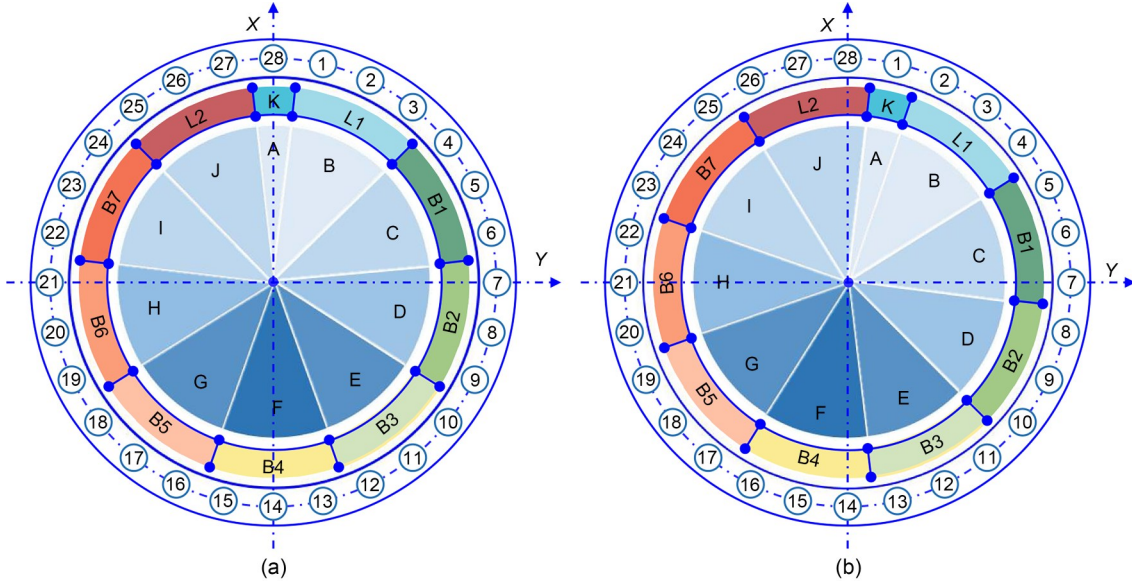 X
28
1
2
3
4
5
6
7
8
9
10
11
12
13
14
15
16
17
18
19
20
21
22
23
24
25
26
27
Y
K
L1
B1
B2
B3
B4
B5
B6
B7
L2
A
B
C
D
E
F
G
H
I
J
(a)
X
28
1
2
3
4
5
6
7
8
9
10
11
12
13
14
15
16
17
18
19
20
21
22
23
24
25
26
27
Y
K
L1
B1
B2
B3
B4
B5
B6
B7
L2
A
B
C
D
E
F
G
H
I
J
(b)